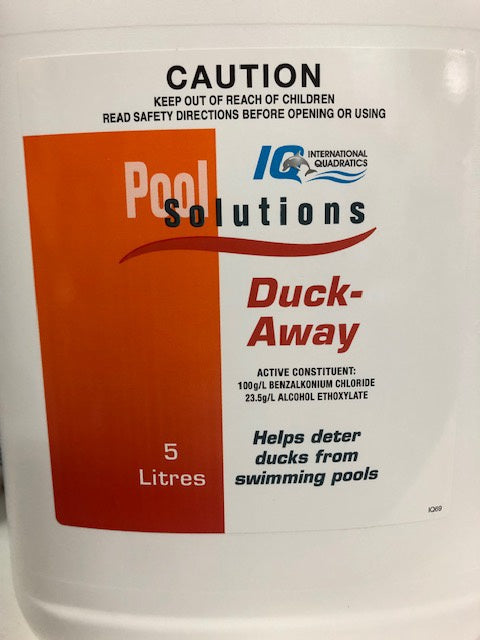 CAUTION
KEEP OUT OF REACH OF CHILDREN
READ SAFETY DIRECTIONS BEFORE OPENING OR USING
IQ INTERNATIONAL
QUADRATICS
Pool
Solutions
Duck-
Away
ACTIVE CONSTITUENT:
100g/L BENZALKONIUM CHLORIDE
23.5g/L ALCOHOL ETHOXYLATE
Helps deter
ducks from
swimming pools
5
Litres
IQ69